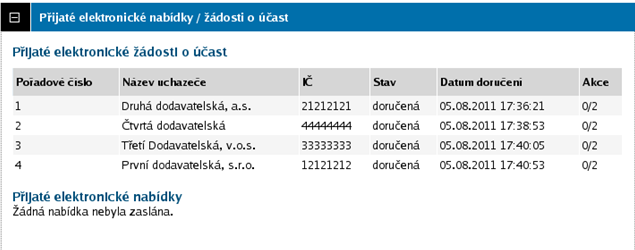 Přijaté elektronické nabídky / žádosti o účast
Přijaté elektronické žádosti o účast
Pořadové číslo Název uchazeče IČ Stav Datum doručení Akce
1 Druhá dodavatelská, a.s. 21212121 doručená 05.08.2011 17:36:21 0/2
2 Čtvrtá dodavatelská 44444444 doručená 05.08.2011 17:38:53 0/2
3 Třetí Dodavatelská, v.o.s. 33333333 doručená 05.08.2011 17:40:05 0/2
4 První dodavatelská, s.r.o. 12121212 doručená 05.08.2011 17:40:53 0/2
Přijaté elektronické nabídky
Žádná nabídka nebyla zaslána.